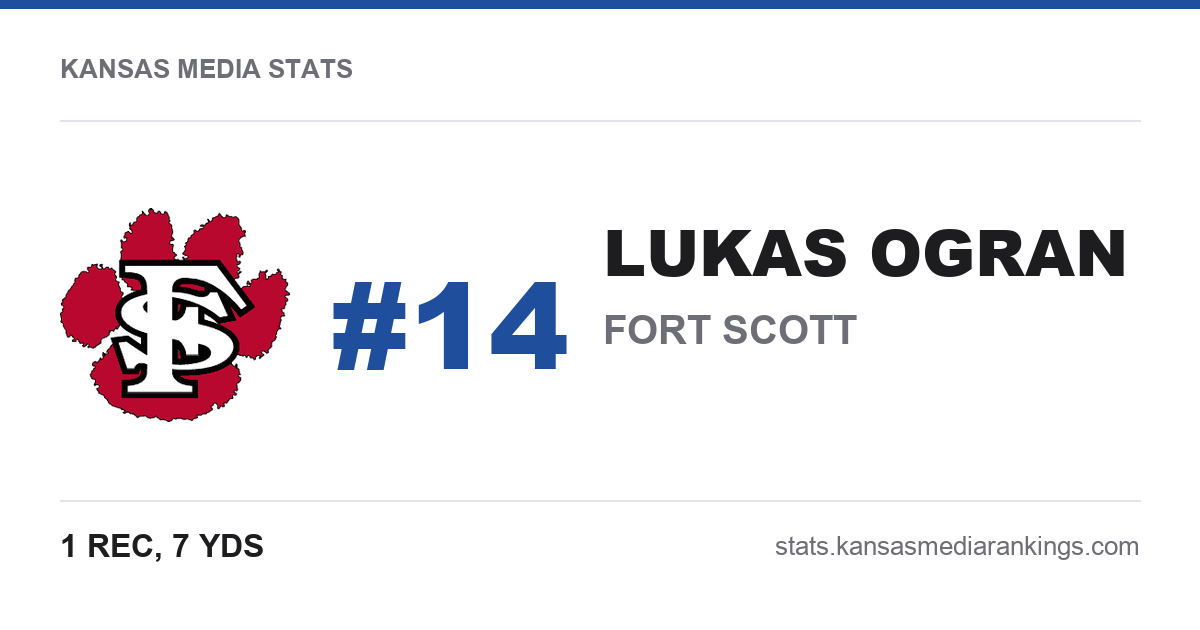 KANSAS MEDIA STATS
FS
#14
LUKAS OGRAN
FORT SCOTT
1 REC, 7 YDS
stats.kansasmediarankings.com